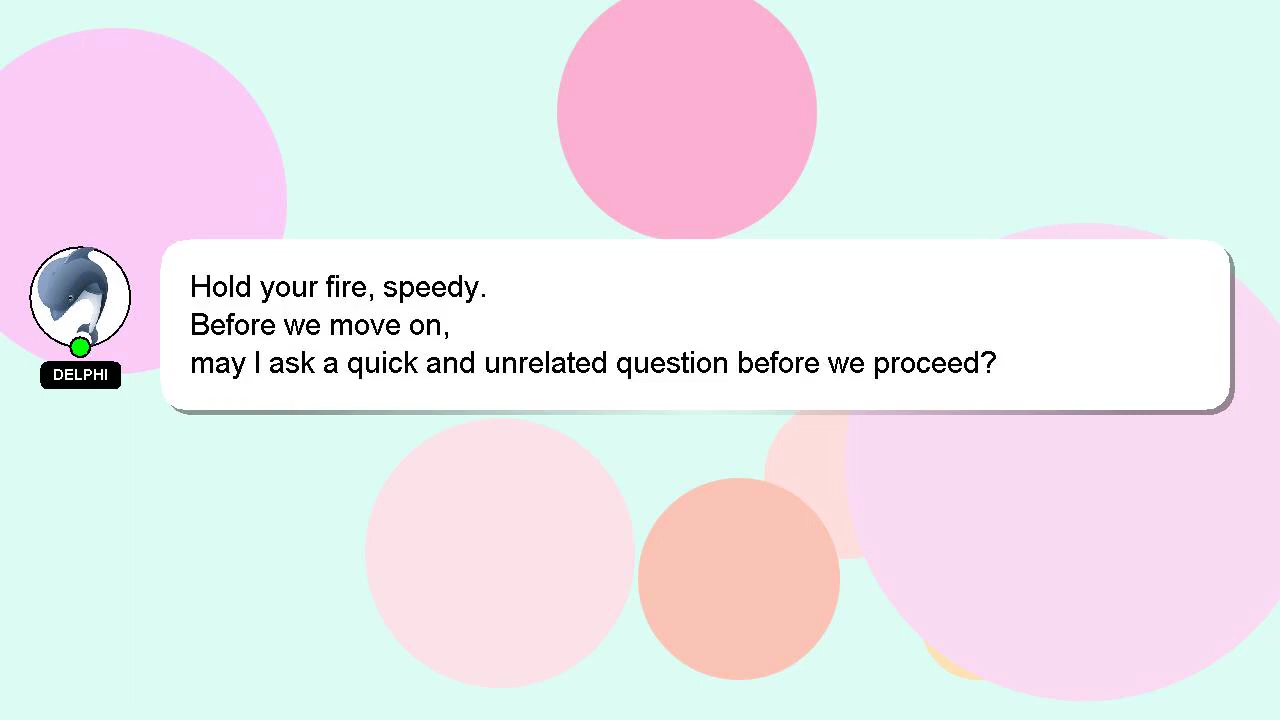 Hold your fire, speedy.
Before we move on,
may I ask a quick and unrelated question before we proceed?
DELPHI